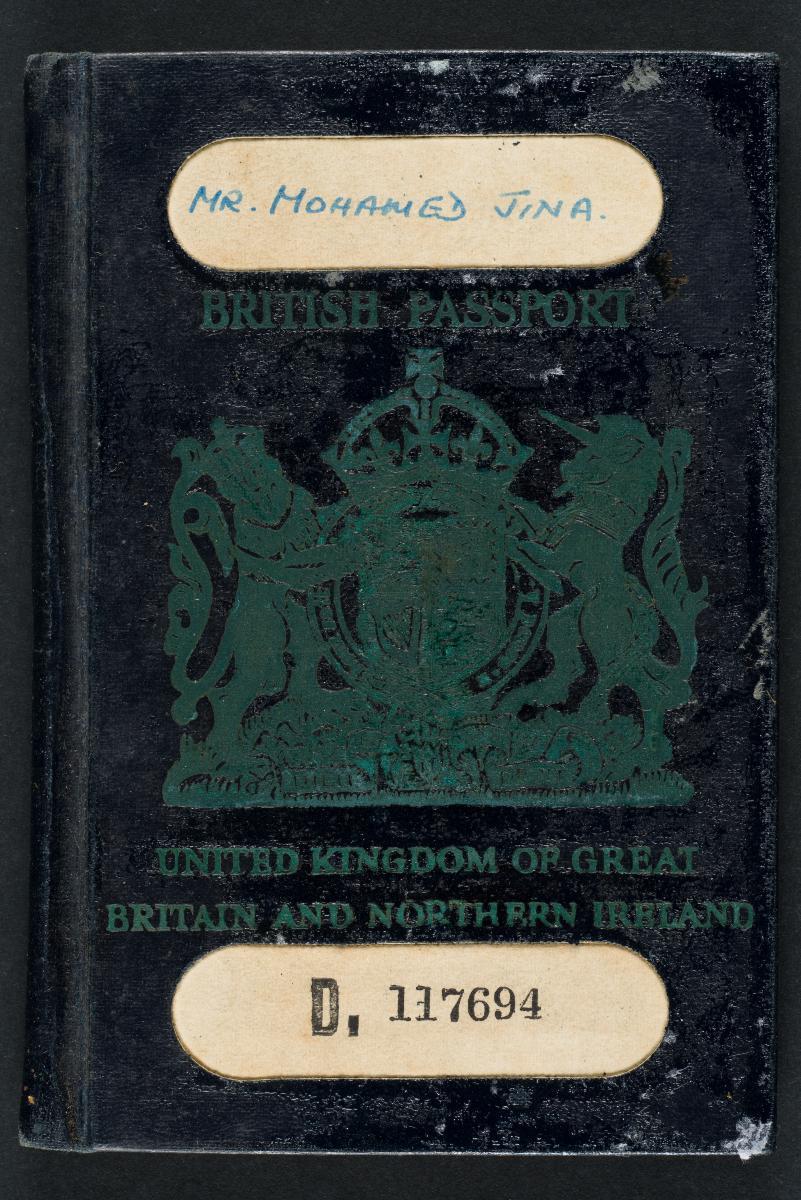 MR. MOHAMED JINA.
BRITISH PASSPORT
UNITED KINGDOM OF GREAT
BRITAIN AND NORTHERN IRELAND
D. 117694